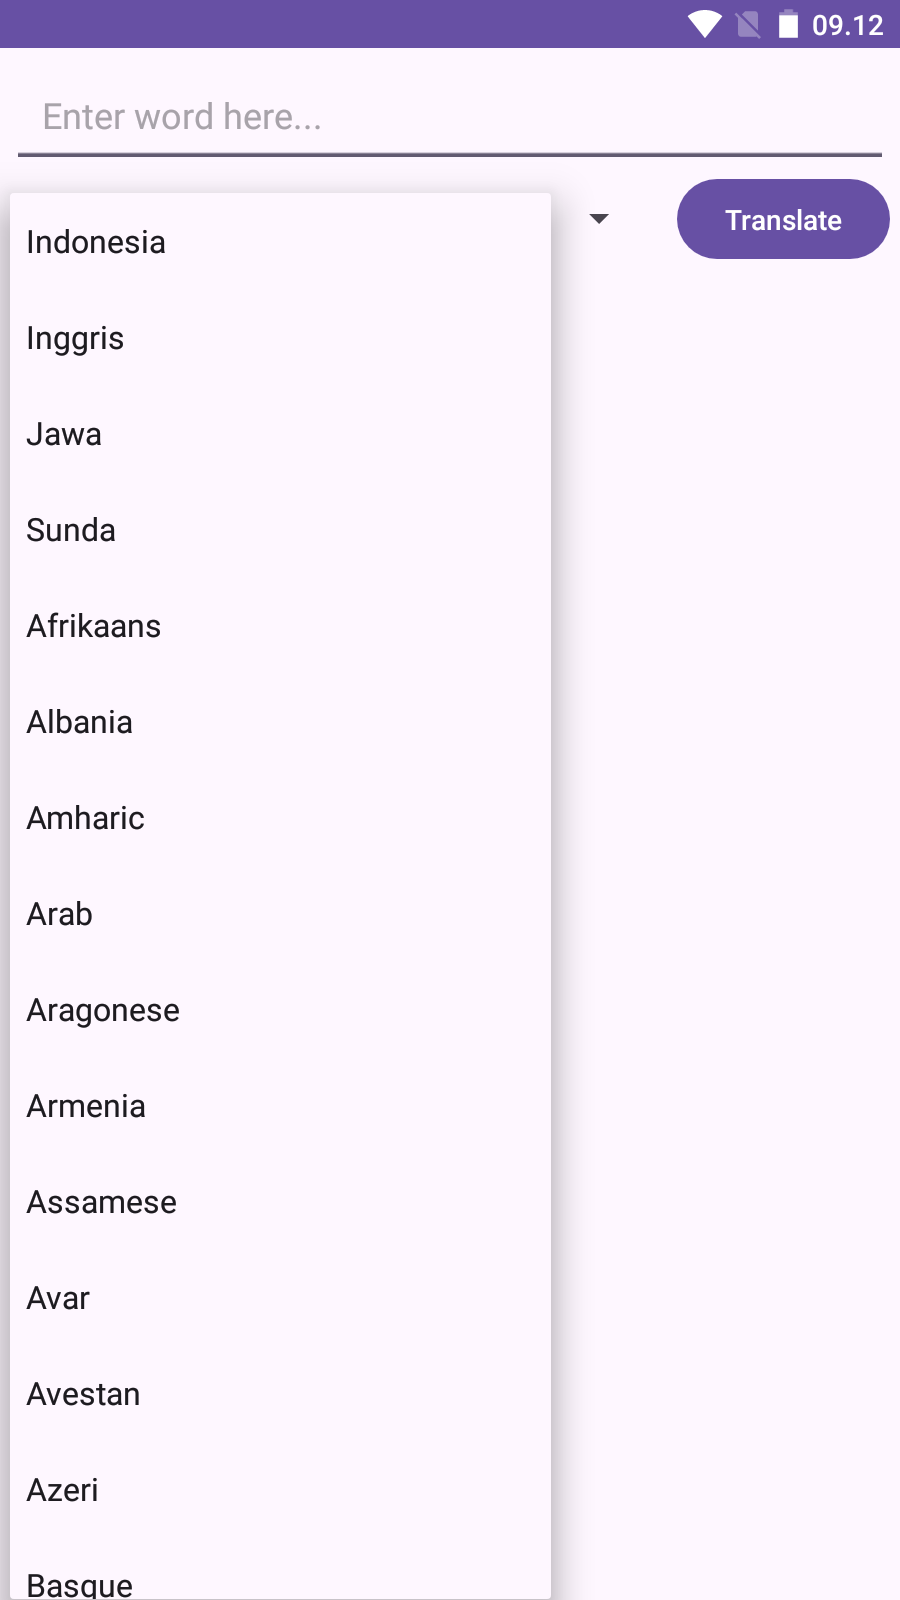 09.12
Enter word here...
Translate
Indonesia
Inggris
Jawa
Sunda
Afrikaans
Albania
Amharic
Arab
Aragonese
Armenia
Assamese
Avar
Avestan
Azeri
Basque